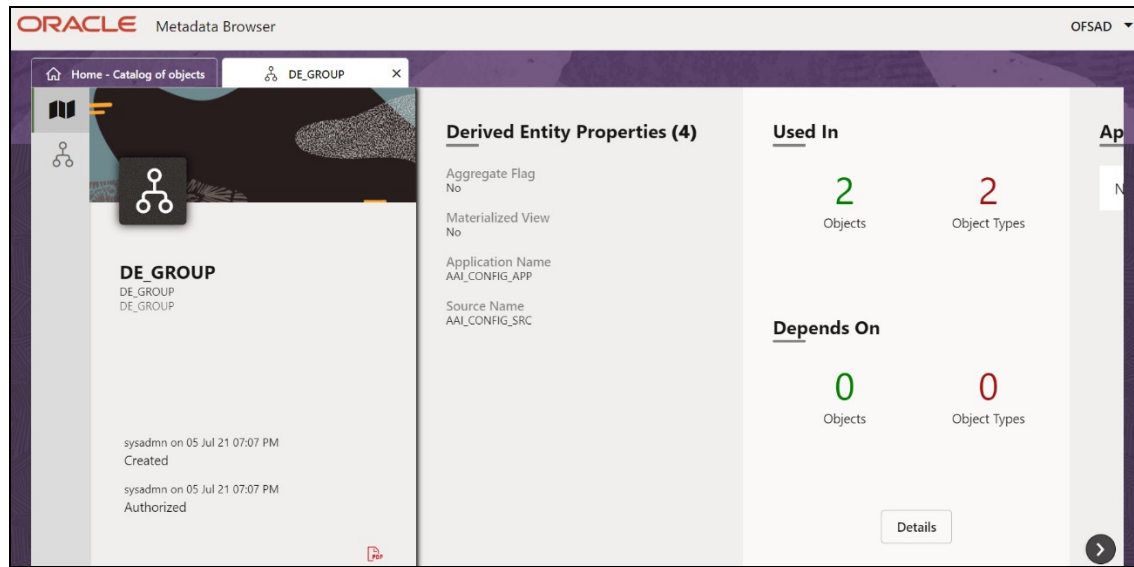 ORACLE Metadata Browser
OFSAD
Home - Catalog of objects
DE_GROUP
DE_GROUP
DE_GROUP
DE_GROUP
sysadmn on 05 Jul 21 07:07 PM
Created
sysadmn on 05 Jul 21 07:07 PM
Authorized
PDF
Derived Entity Properties (4)
Aggregate Flag
No
Materialized View
No
Application Name
AAI_CONFIG_APP
Source Name
AAI_CONFIG_SRC
Used In
2
Objects
2
Object Types
Depends On
0
Objects
0
Object Types
Details
Ap
N